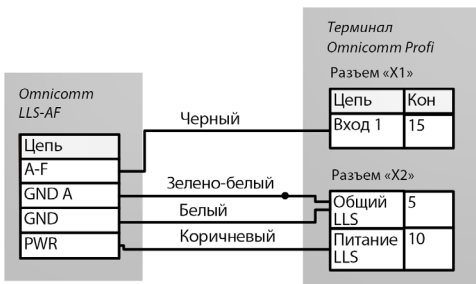 Omnicomm
LLS-AF
Цепь
A-F
GND A
GND
PWR
Черный
Зелено-белый
Белый
Коричневый
Терминал
Omnicomm Profi
Разъем «X1»
Цепь Кон
Вход 1 15
Разъем «X2»
Общий 5
LLS
Питание 10
LLS